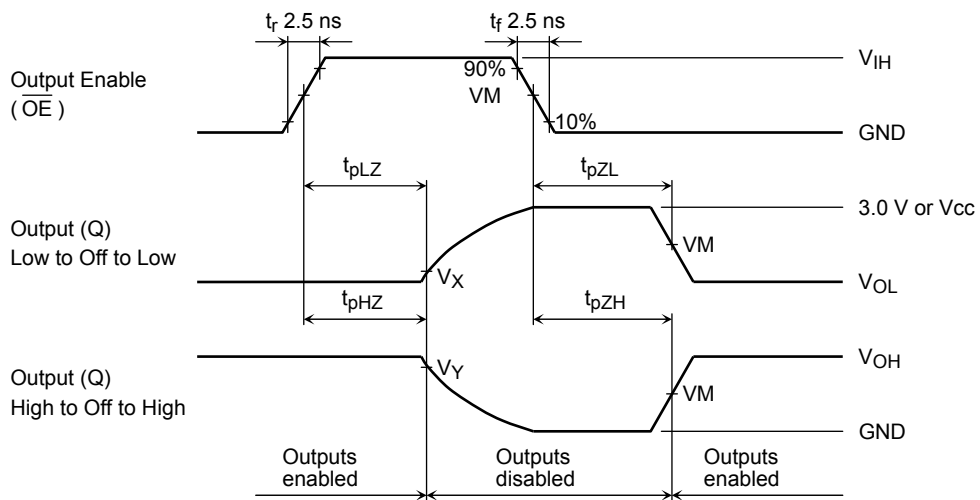 tr 2.5 ns
tf 2.5 ns
Output Enable
( OE )
90%
VM
10%
VIH
GND
tpLZ
tpZL
3.0 V or Vcc
Output (Q)
Low to Off to Low
VM
VX
VOL
tpHZ
tpZH
VOH
Output (Q)
High to Off to High
VY
VM
GND
Outputs
enabled
Outputs
disabled
Outputs
enabled